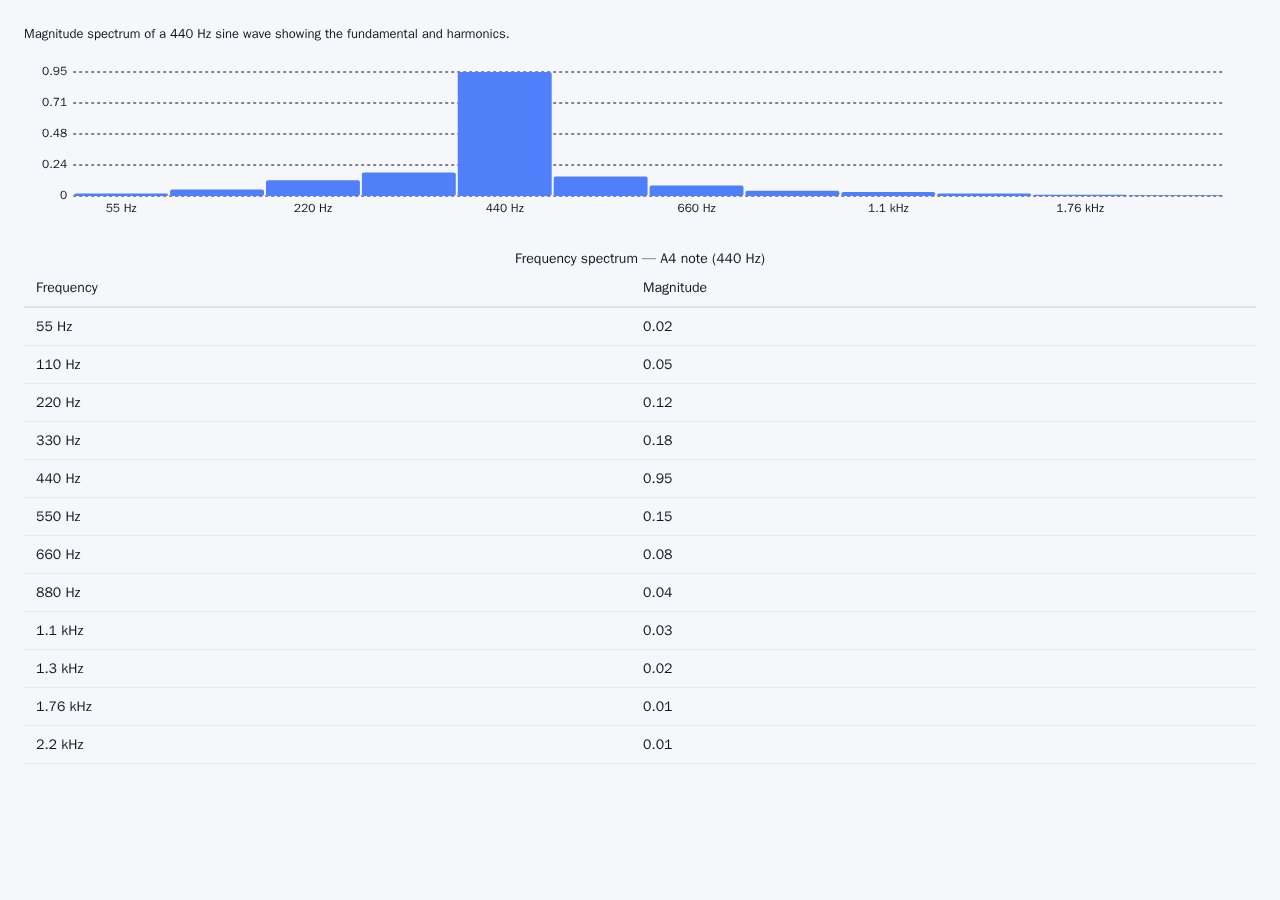 Magnitude spectrum of a 440 Hz sine wave showing the fundamental and harmonics.
0.95
0.71
0.48
0.24
0
55 Hz 220 Hz 440 Hz 660 Hz 1.1 kHz 1.76 kHz
Frequency spectrum — A4 note (440 Hz)
Frequency Magnitude
55 Hz 0.02
110 Hz 0.05
220 Hz 0.12
330 Hz 0.18
440 Hz 0.95
550 Hz 0.15
660 Hz 0.08
880 Hz 0.04
1.1 kHz 0.03
1.3 kHz 0.02
1.76 kHz 0.01
2.2 kHz 0.01